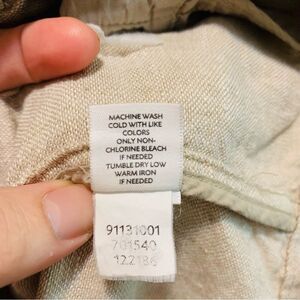 MACHINE WASH
COLD WITH LIKE
COLORS
ONLY NON-
CHLORINE BLEACH
IF NEEDED
TUMBLE DRY LOW
WARM IRON
IF NEEDED
91131001
701540
122186